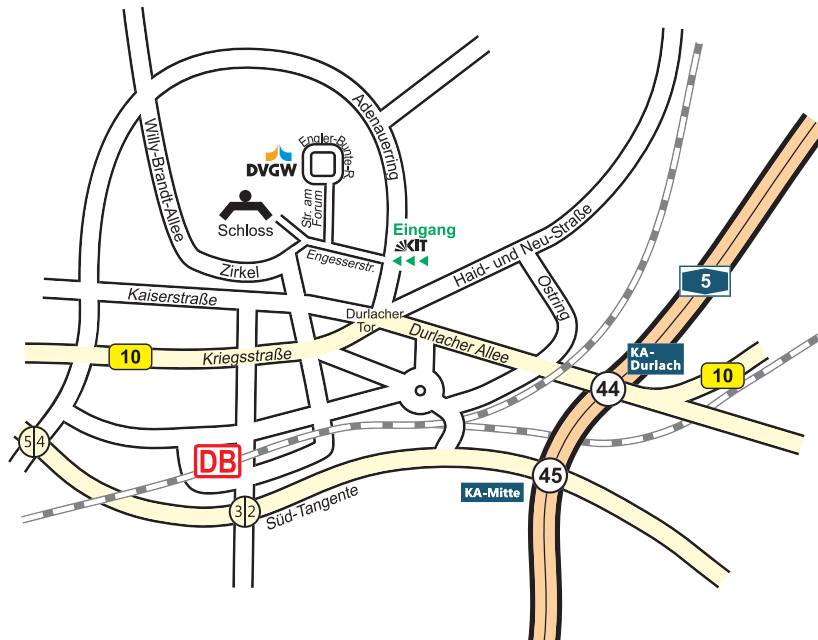 Adenauerring
Willy-Brandt-Allee
Engler-Bunte-R
DVGW
Str. am
Forum
Schloss
Eingang
KIT
Haid- und Neu-Straße
Zirkel
Engesserstr.
5
Kaiserstraße
Ostring
Durlacher
Tor
Durlacher Allee
10
Kriegsstraße
KA-
Durlach
44
10
5 4
DB
45
KA-Mitte
3 2
Süd-Tangente